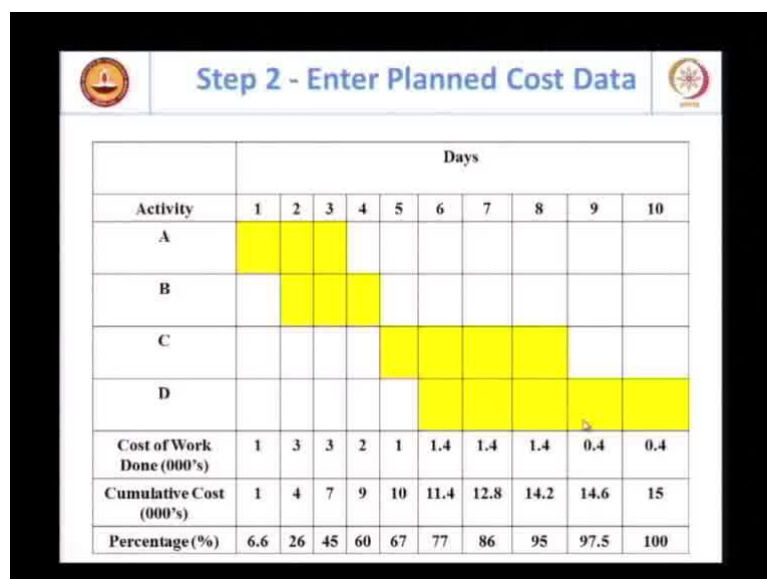 Step 2 - Enter Planned Cost Data
Days
Activity 1 2 3 4 5 6 7 8 9 10
A
B
C
D
Cost of Work Done (000's) 1 3 3 2 1 1.4 1.4 1.4 0.4 0.4
Cumulative Cost (000's) 1 4 7 9 10 11.4 12.8 14.2 14.6 15
Percentage (%) 6.6 26 45 60 67 77 86 95 97.5 100